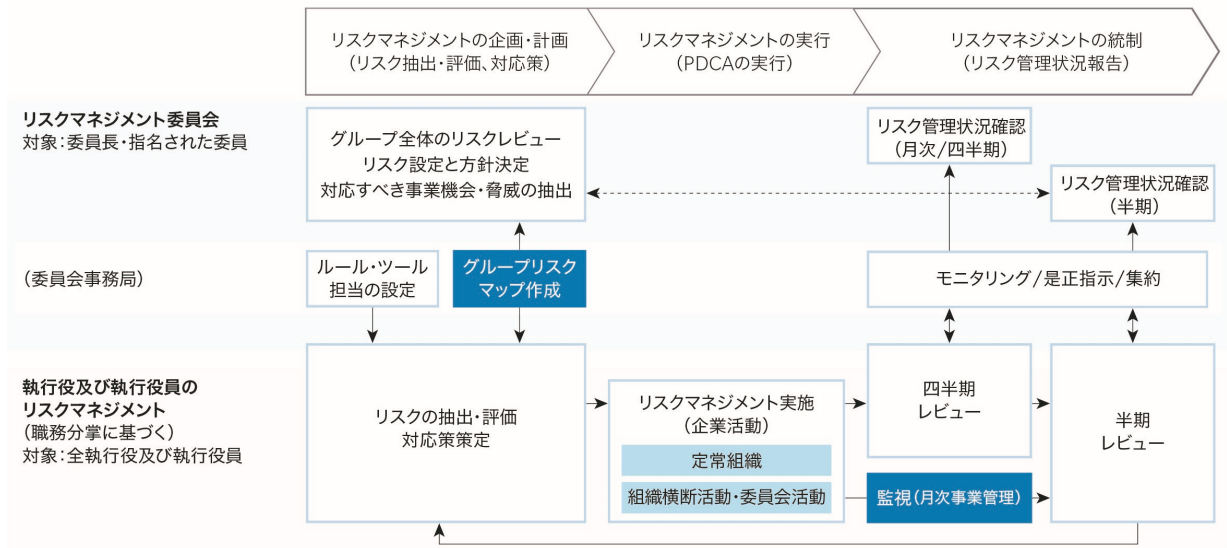 リスクマネジメントの企画・計画
(リスク抽出・評価、対応策)
リスクマネジメントの実行
(PDCAの実行)
リスクマネジメントの統制
(リスク管理状況報告)
リスクマネジメント委員会
対象：委員長・指名された委員
グループ全体のリスクレビュー
リスク設定と方針決定
対応すべき事業機会・脅威の抽出
リスク管理状況確認
(月次/四半期)
リスク管理状況確認
(半期)
(委員会事務局)
ルール・ツール
担当の設定
グループリスク
マップ作成
モニタリング/是正指示/集約
執行役及び執行役員の
リスクマネジメント
(職務分掌に基づく)
対象：全執行役及び執行役員
リスクの抽出・評価
対応策策定
リスクマネジメント実施
(企業活動)
定常組織
組織横断活動・委員会活動
四半期
レビュー
監視(月次事業管理)
半期
レビュー